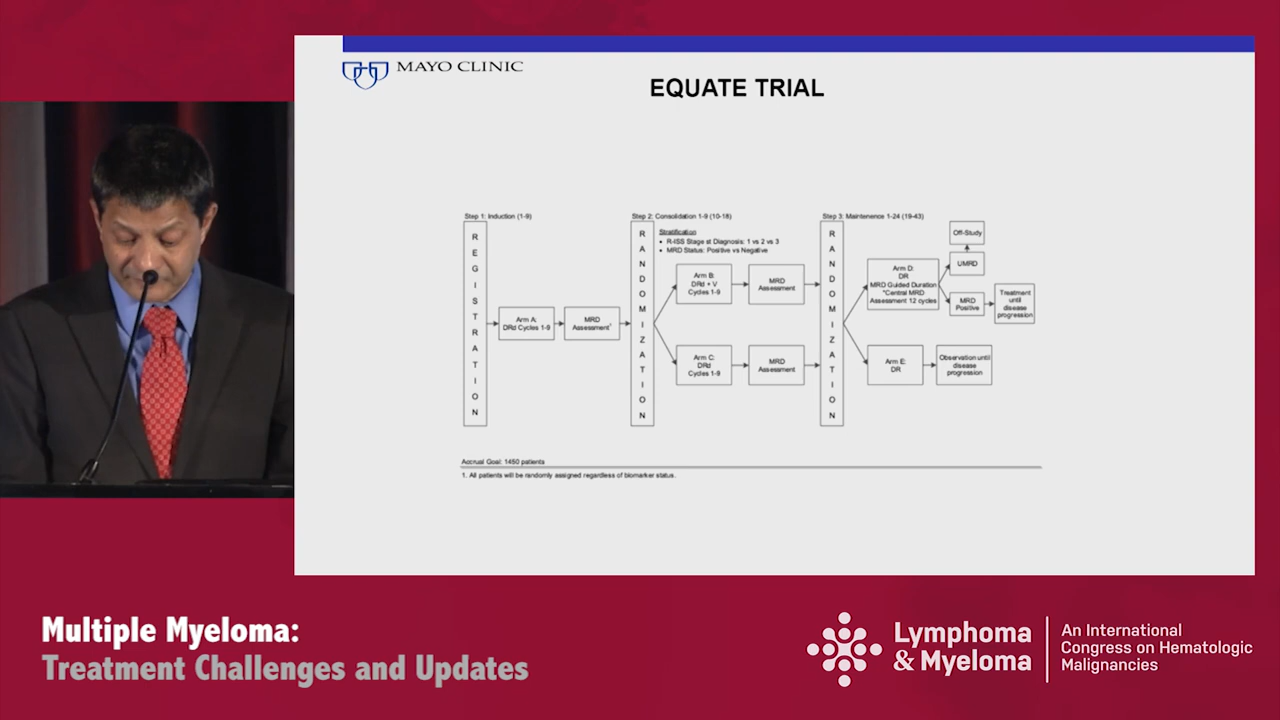 MAYO CLINIC
EQUATE TRIAL
Step 1: Induction (1-9)
REGISTRATION
Arm A:
DRd Cycles 1-9
MRD
Assessment¹
Step 2: Consolidation 1-9 (10-18)
RANDOMIZATION
Stratification
• R-ISS Stage st Diagnosis: 1 vs 2 vs 3
• MRD Status: Positive vs Negative
Arm B:
DRd + V
Cycles 1-9
MRD
Assessment
Arm C:
DRd
Cycles 1-9
MRD
Assessment
Step 3: Maintenence 1-24 (19-43)
RANDOMIZATION
Arm D:
DR
MRD Guided Duration
*Central MRD
Assessment 12 cycles
Off-Study
UMRD
MRD
Positive
Treatment
until
disease
progression
Arm E:
DR
Observation until
disease
progression
Accrual Goal: 1450 patients
1. All patients will be randomly assigned regardless of biomarker status.
Multiple Myeloma:
Treatment Challenges and Updates
Lymphoma
& Myeloma
An International
Congress on Hematologic
Malignancies